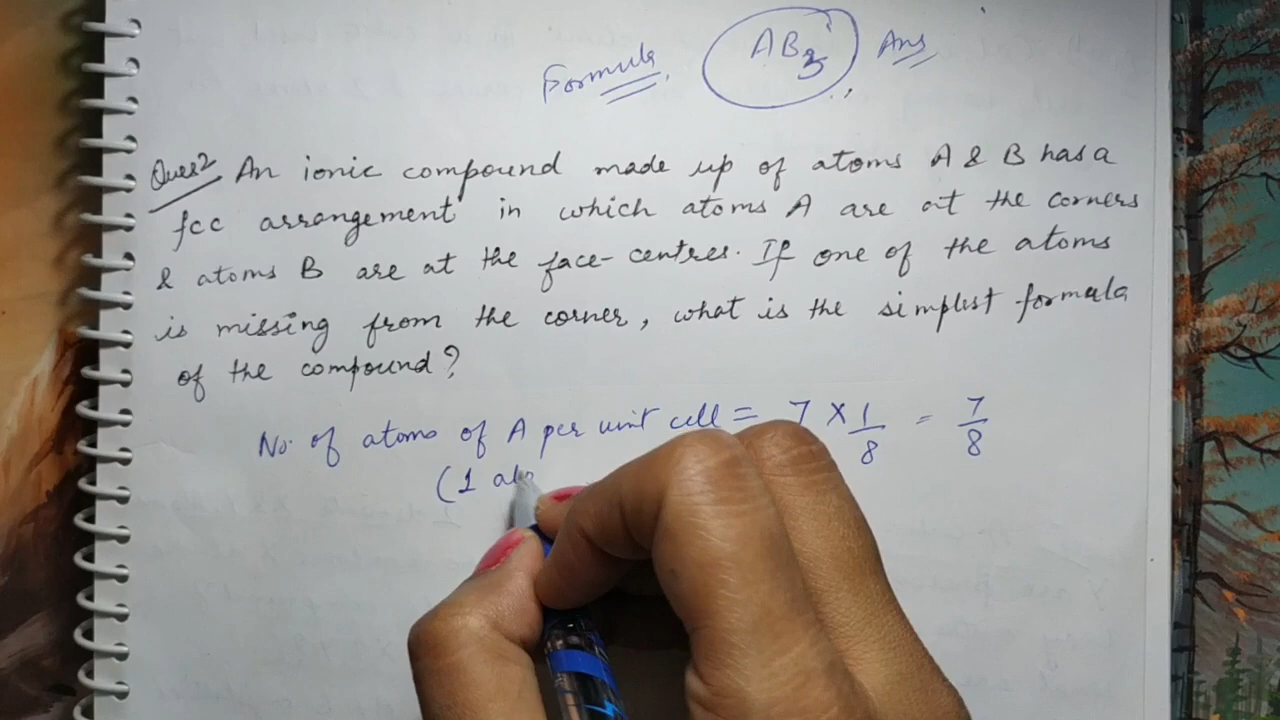 Formula. AB3 Ans
Ques2 An ionic compound made up of atoms A & B has a
fcc arrangement in which atoms A are at the corners
& atoms B are at the face-centres. If one of the atoms
is missing from the corner, what is the simplest formula
of the compound?
No. of atoms of A per unit cell = 7 X 1/8 = 7/8
(1 ato